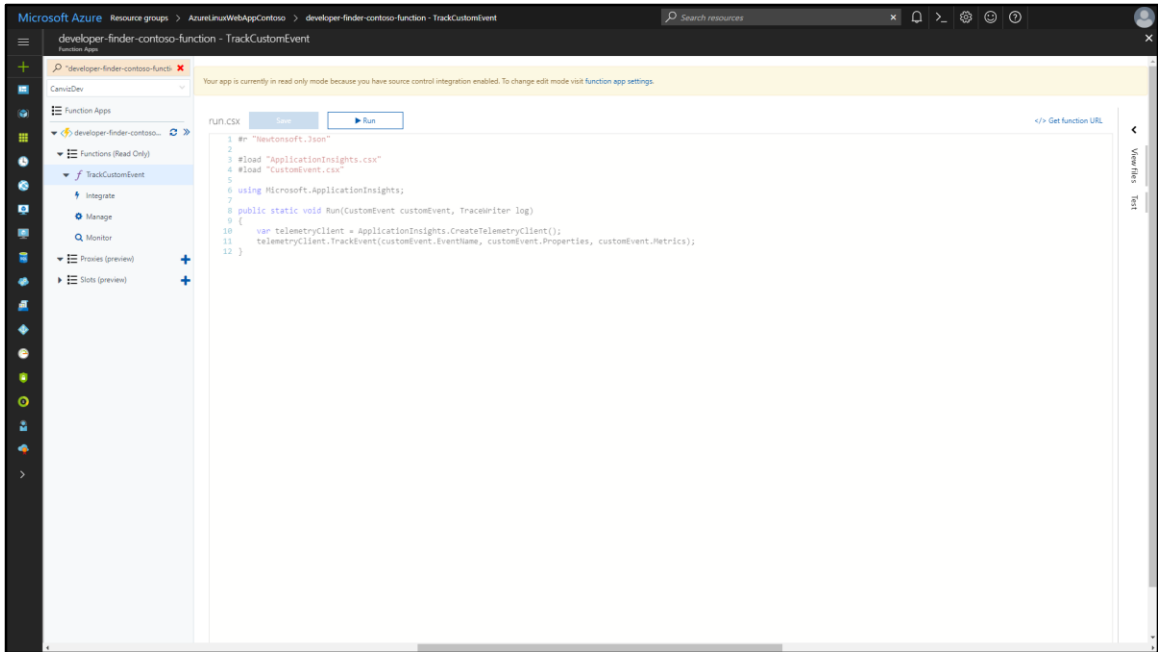 Microsoft Azure Resource groups > AzureLinuxWebAppContoso > developer-finder-contoso-function - TrackCustomEvent
Search resources
developer-finder-contoso-function - TrackCustomEvent
Function Apps
"developer-finder-contoso-functi
CanvizDev
Function Apps
developer-finder-contoso...
Functions (Read Only)
TrackCustomEvent
Integrate
Manage
Monitor
Proxies (preview)
Slots (preview)
Your app is currently in read only mode because you have source control integration enabled. To change edit mode visit function app settings.
run.csx Save Run </> Get function URL
1 #r "Newtonsoft.Json"
2
3 #load "ApplicationInsights.csx"
4 #load "CustomEvent.csx"
5
6 using Microsoft.ApplicationInsights;
7
8 public static void Run(CustomEvent customEvent, TraceWriter log)
9 {
10 var telemetryClient = ApplicationInsights.CreateTelemetryClient();
11 telemetryClient.TrackEvent(customEvent.EventName, customEvent.Properties, customEvent.Metrics);
12 }
View files
Test